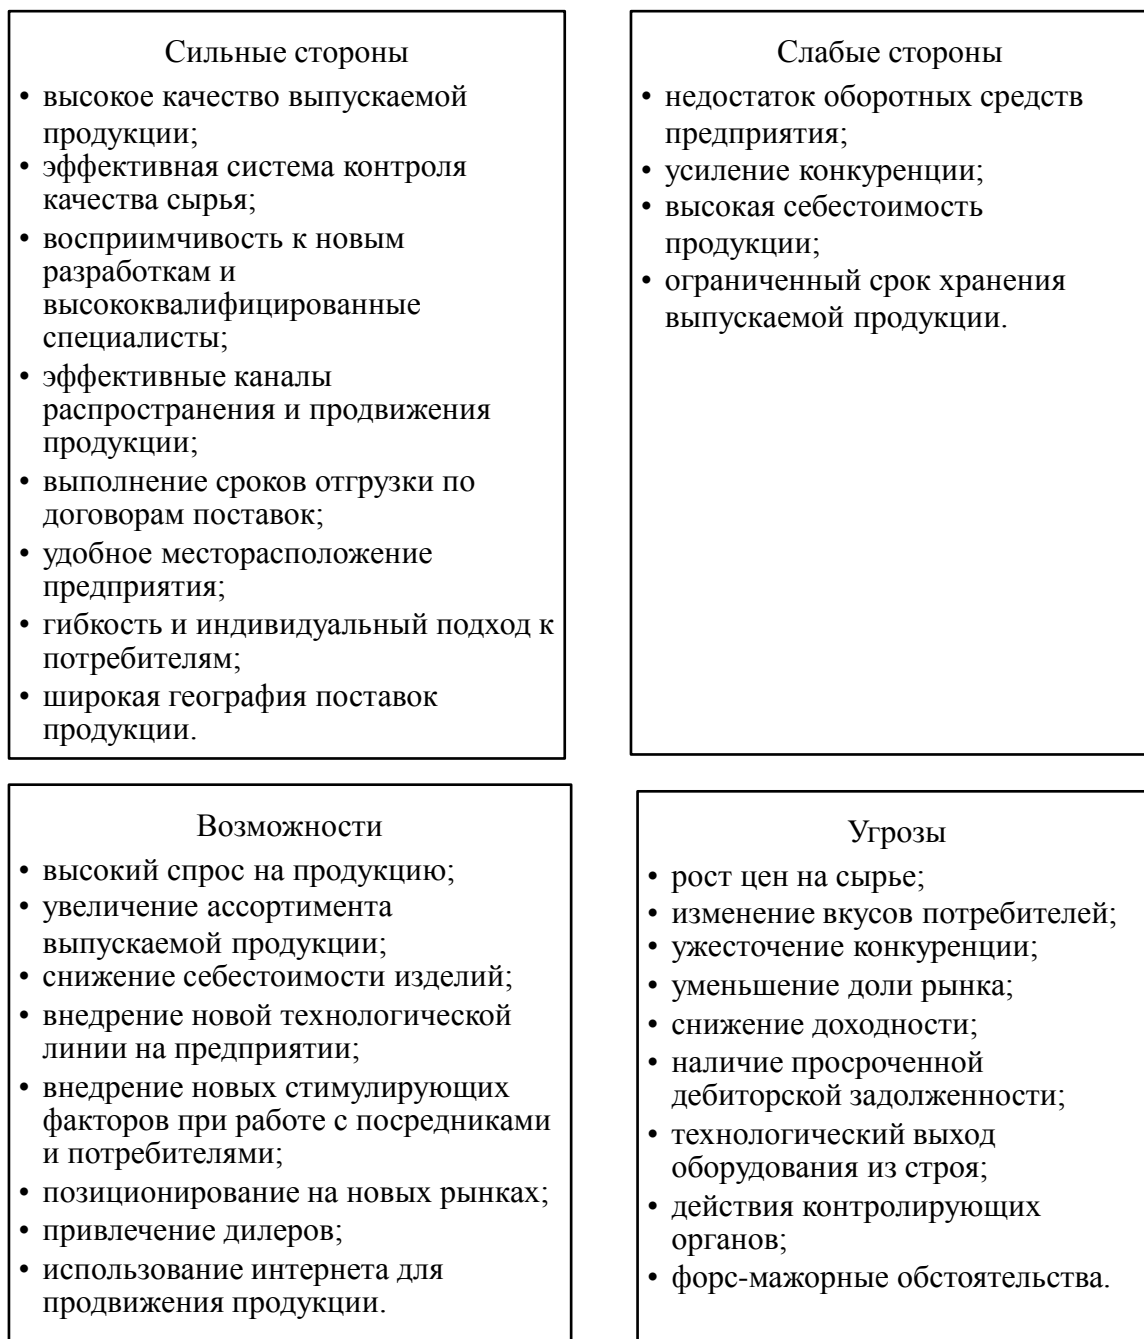 Сильные стороны
• высокое качество выпускаемой
продукции;
• эффективная система контроля
качества сырья;
• восприимчивость к новым
разработкам и
высококвалифицированные
специалисты;
• эффективные каналы
распространения и продвижения
продукции;
• выполнение сроков отгрузки по
договорам поставок;
• удобное месторасположение
предприятия;
• гибкость и индивидуальный подход к
потребителям;
• широкая география поставок
продукции.
Слабые стороны
• недостаток оборотных средств
предприятия;
• усиление конкуренции;
• высокая себестоимость
продукции;
• ограниченный срок хранения
выпускаемой продукции.
Возможности
• высокий спрос на продукцию;
• увеличение ассортимента
выпускаемой продукции;
• снижение себестоимости изделий;
• внедрение новой технологической
линии на предприятии;
• внедрение новых стимулирующих
факторов при работе с посредниками
и потребителями;
• позиционирование на новых рынках;
• привлечение дилеров;
• использование интернета для
продвижения продукции.
Угрозы
• рост цен на сырье;
• изменение вкусов потребителей;
• ужесточение конкуренции;
• уменьшение доли рынка;
• снижение доходности;
• наличие просроченной
дебиторской задолженности;
• технологический выход
оборудования из строя;
• действия контролирующих
органов;
• форс-мажорные обстоятельства.